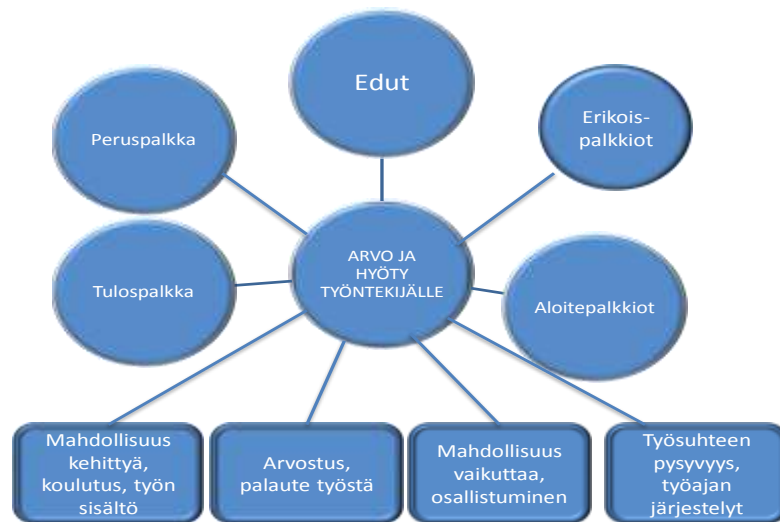 Edut
Peruspalkka
Erikois-
palkkiot
ARVO JA
HYÖTY
TYÖNTEKIJÄLLE
Tulospalkka
Aloitepalkkiot
Mahdollisuus
kehittyä,
koulutus, työn
sisältö
Arvostus,
palaute työstä
Mahdollisuus
vaikuttaa,
osallistuminen
Työsuhteen
pysyvyys,
työajan
järjestelyt